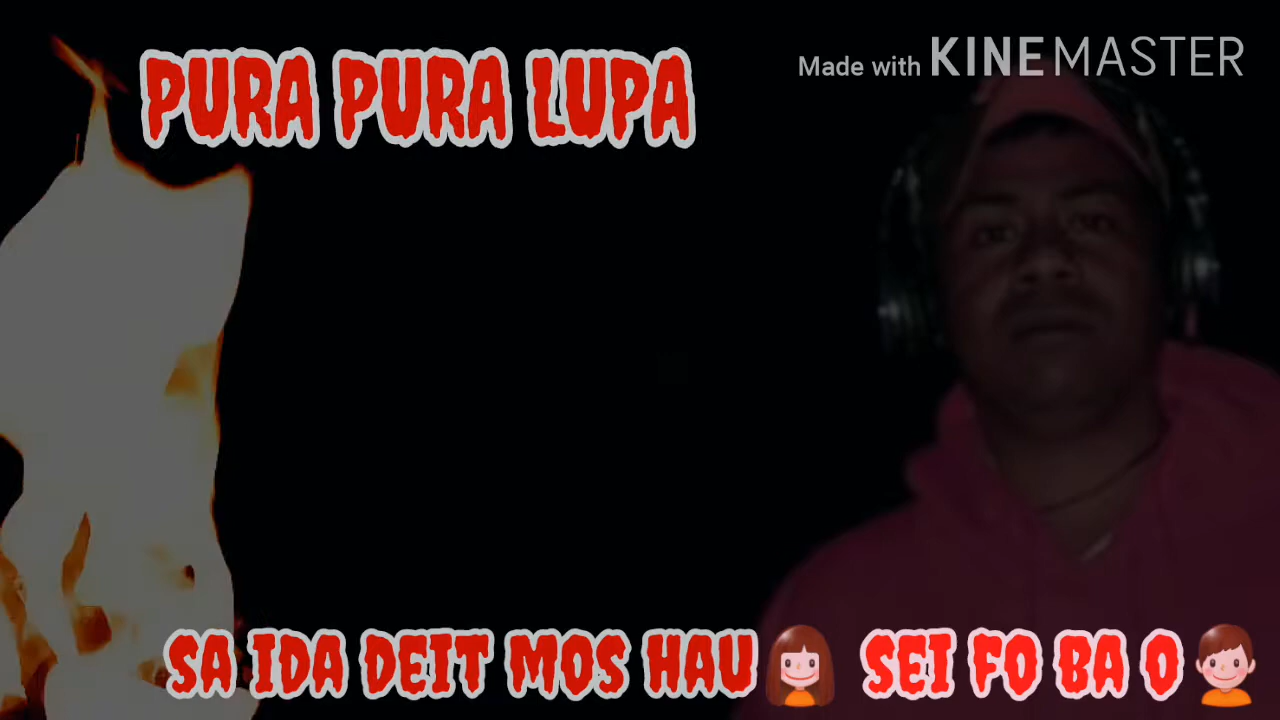 PURA PURA LUPA
Made with KINEMASTER
SA IDA DEIT MOS HAU SEI FO BA O